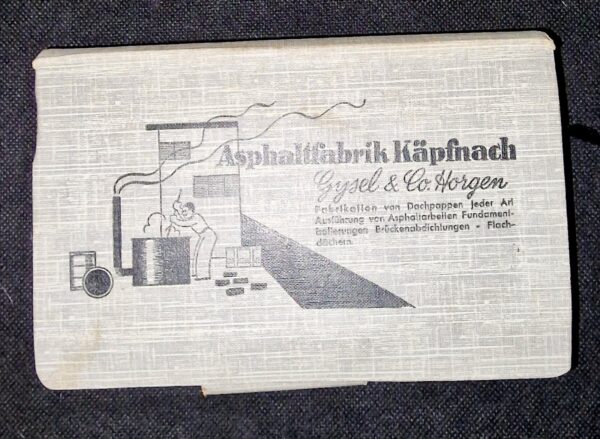 Asphaltfabrik Käpfnach
Gysel & Co. Horgen
Fabrikation von Dachpappen jeder Art
Ausführung von Asphaltarbeiten Fundament-
isolierungen Brückenabdichtungen - Flach-
dächern.